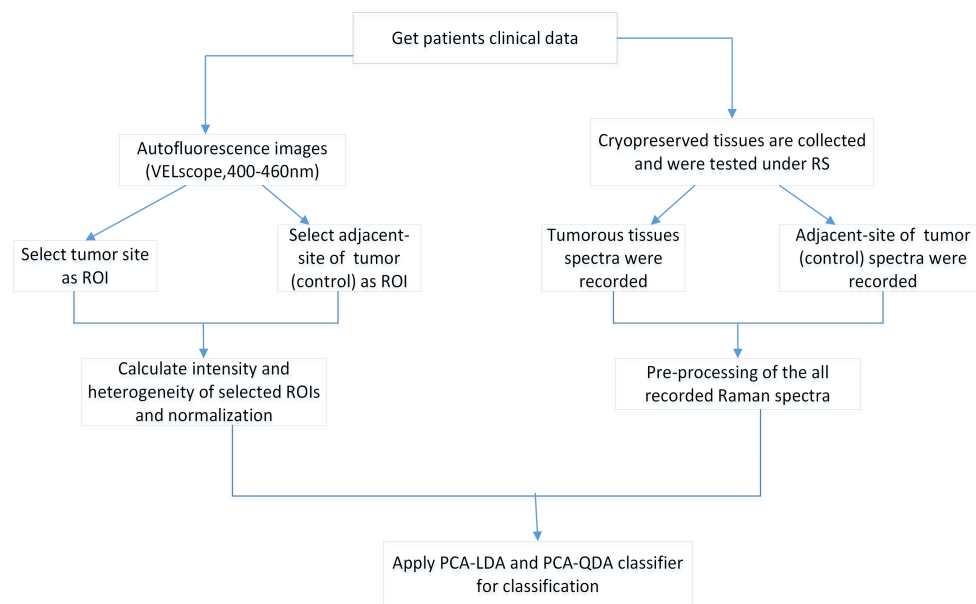 Get patients clinical data
Autofluorescence images
(VELscope,400-460nm)
Cryopreserved tissues are collected
and were tested under RS
Select tumor site
as ROI
Select adjacent-
site of tumor
(control) as ROI
Tumorous tissues
spectra were
recorded
Adjacent-site of tumor
(control) spectra were
recorded
Calculate intensity and
heterogeneity of selected ROIs
and normalization
Pre-processing of the all
recorded Raman spectra
Apply PCA-LDA and PCA-QDA classifier
for classification